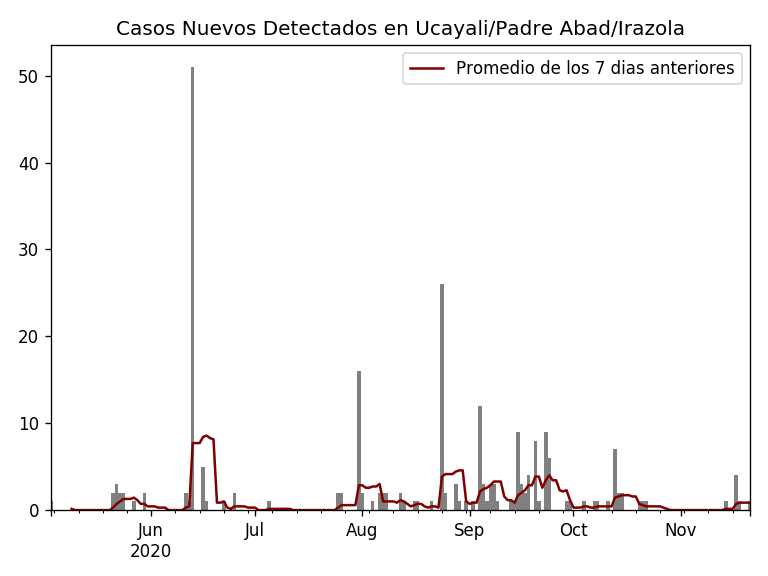 Casos Nuevos Detectados en Ucayali/Padre Abad/Irazola
Promedio de los 7 dias anteriores
50
40
30
20
10
0
Jun Jul Aug Sep Oct Nov
2020